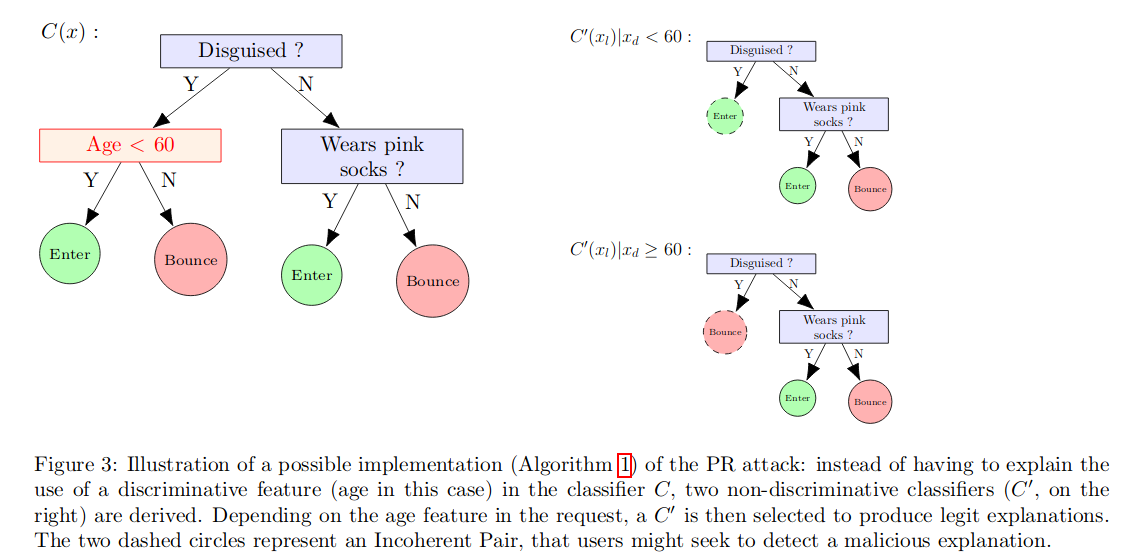 C(x) :
Disguised ?
Y
N
Age < 60
Wears pink
socks ?
Y
N
Y
N
Enter
Bounce
Enter
Bounce
C′(xₗ)|x_d < 60 :
Disguised ?
Y
N
Enter
Wears pink
socks ?
Y
N
Enter
Bounce
C′(xₗ)|x_d ≥ 60 :
Disguised ?
Y
N
Bounce
Wears pink
socks ?
Y
N
Enter
Bounce
Figure 3: Illustration of a possible implementation (Algorithm 1) of the PR attack: instead of having to explain the
use of a discriminative feature (age in this case) in the classifier C, two non-discriminative classifiers (C′, on the
right) are derived. Depending on the age feature in the request, a C′ is then selected to produce legit explanations.
The two dashed circles represent an Incoherent Pair, that users might seek to detect a malicious explanation.